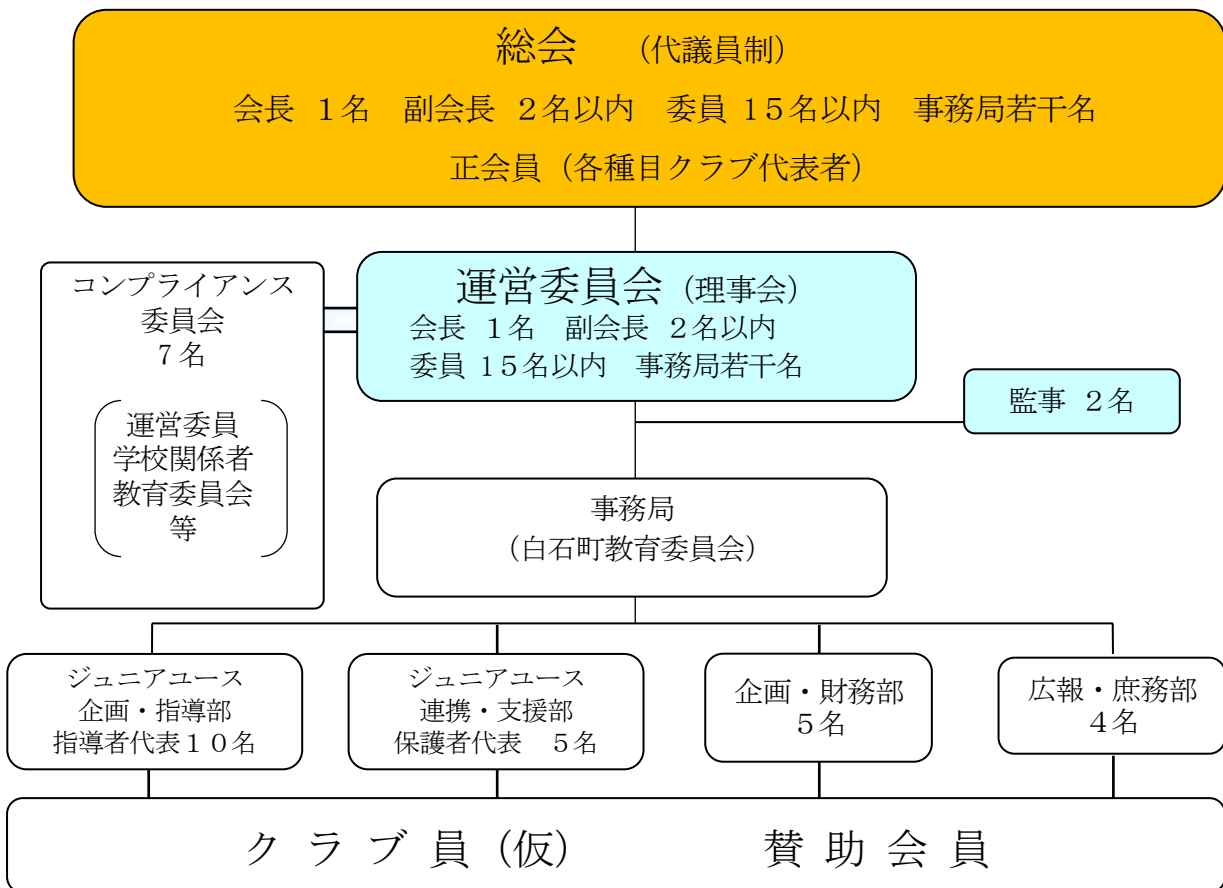 総会　（代議員制）
会長 １名　副会長 ２名以内　委員 １５名以内　事務局若干名
正会員（各種目クラブ代表者）
コンプライアンス
委員会
７名
運営委員
学校関係者
教育委員会
等
運営委員会（理事会）
会長 １名　副会長 ２名以内
委員 １５名以内　事務局若干名
監事 ２名
事務局
（白石町教育委員会）
ジュニアユース
企画・指導部
指導者代表１０名
ジュニアユース
連携・支援部
保護者代表　５名
企画・財務部
５名
広報・庶務部
４名
クラブ員（仮）　賛助会員